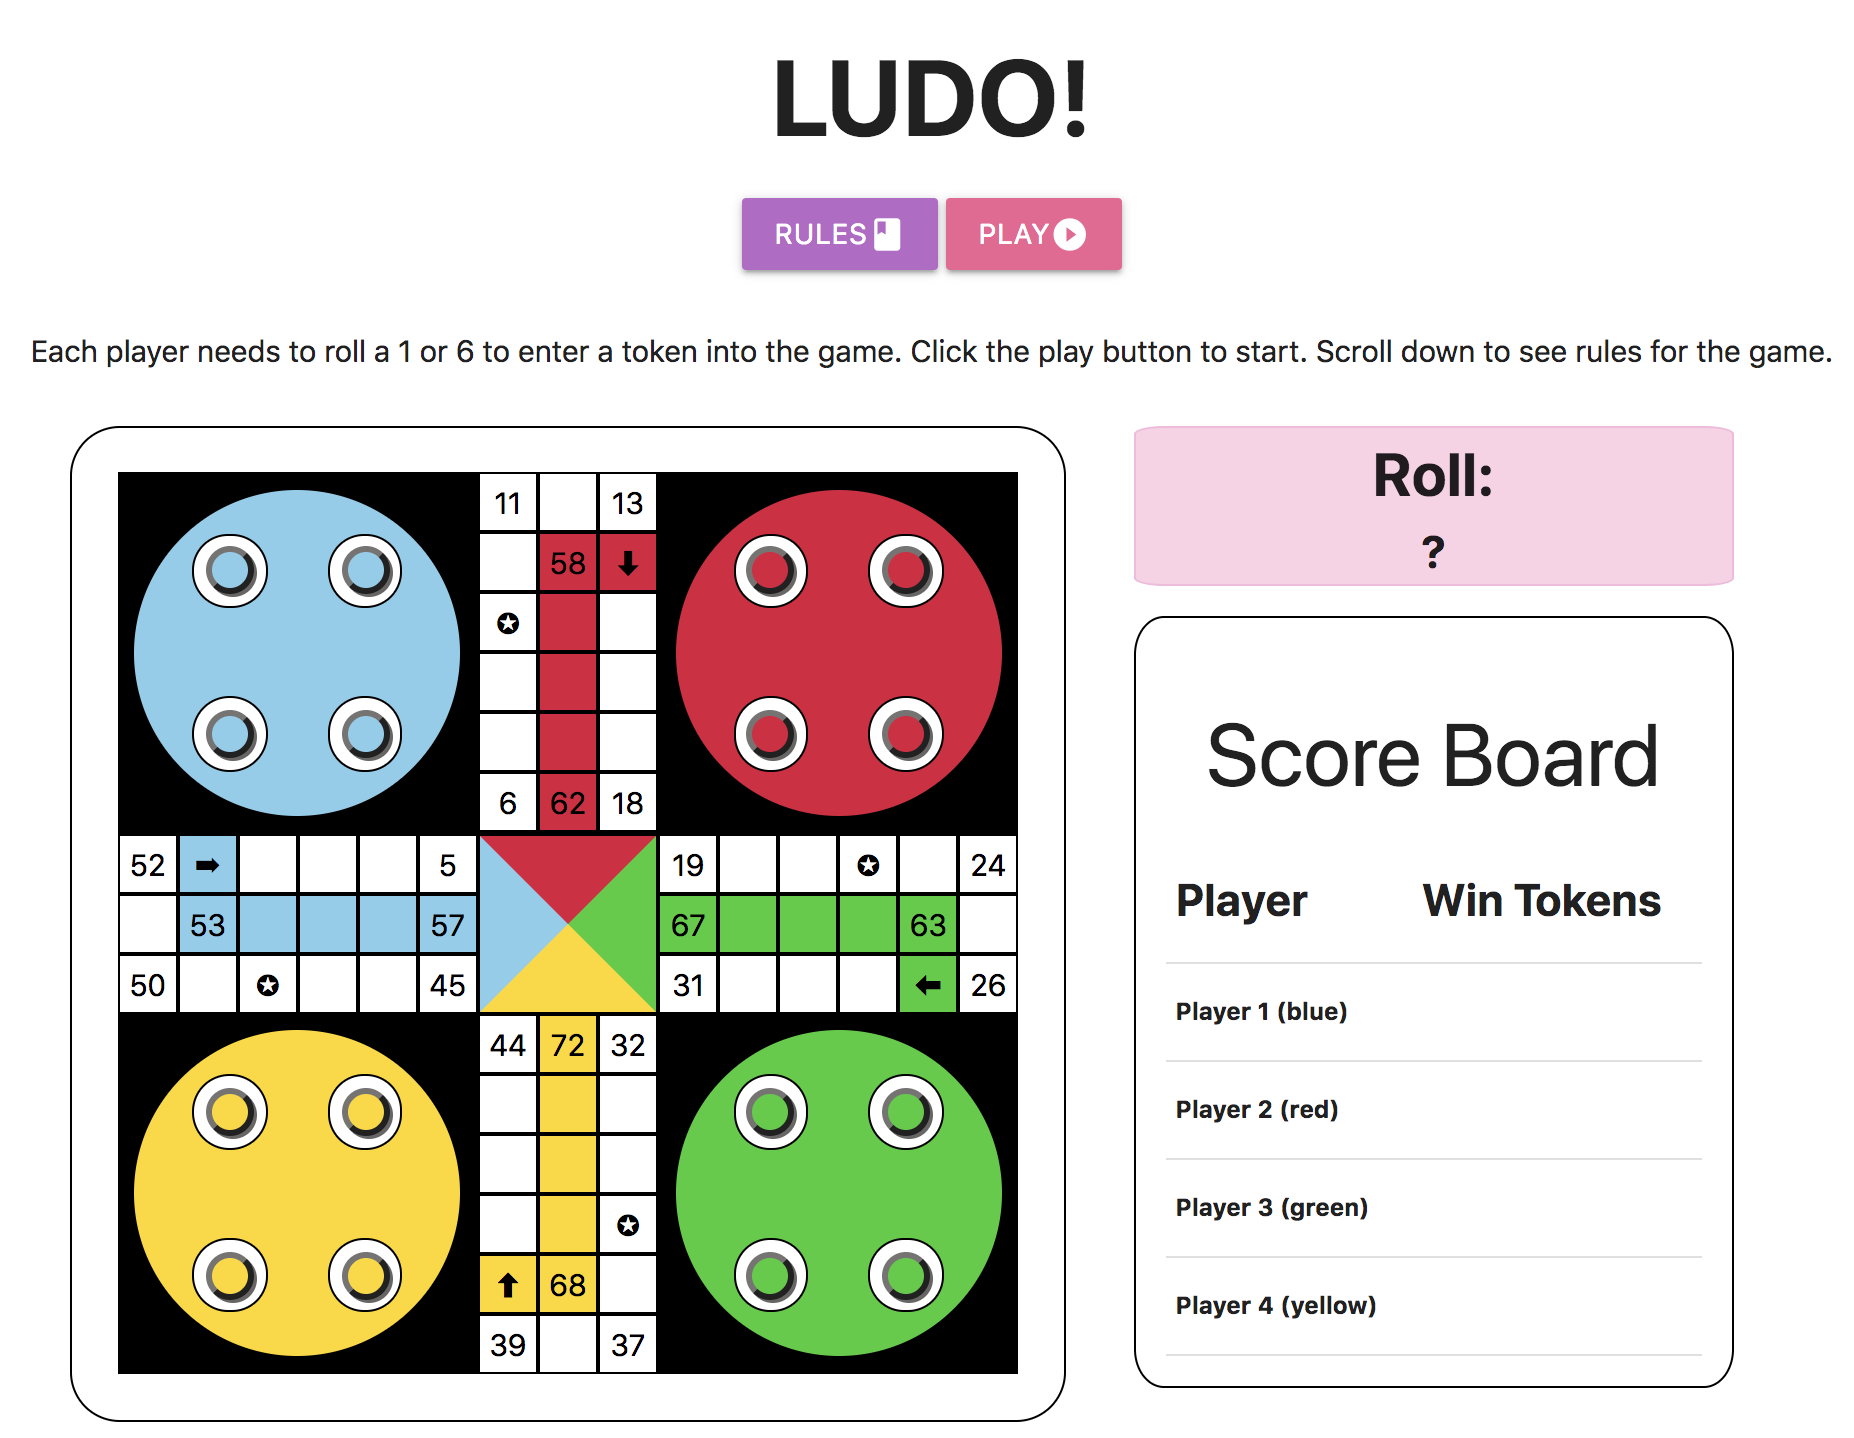 LUDO!
RULES PLAY
Each player needs to roll a 1 or 6 to enter a token into the game. Click the play button to start. Scroll down to see rules for the game.
11 13
58
6 62 18
52 5 19 24
53 57 67 63
50 45 31 26
44 72 32
68
39 37
Roll:
?
Score Board
Player Win Tokens
Player 1 (blue)
Player 2 (red)
Player 3 (green)
Player 4 (yellow)